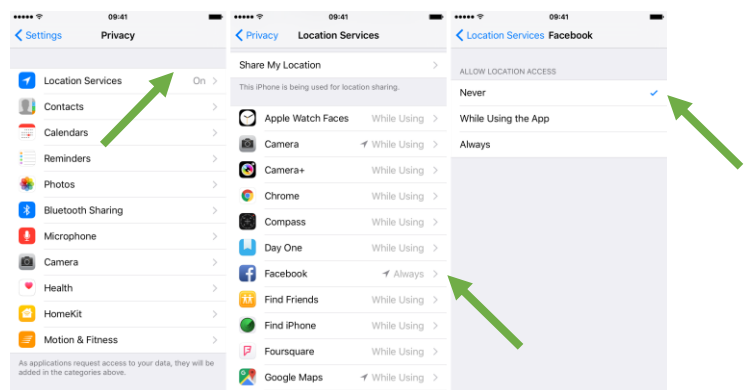 09:41
Settings Privacy
Location Services On
Contacts
Calendars
Reminders
Photos
Bluetooth Sharing
Microphone
Camera
Health
HomeKit
Motion & Fitness
As applications request access to your data, they will be
added in the categories above.
09:41
Privacy Location Services
Share My Location
This iPhone is being used for location sharing.
Apple Watch Faces While Using
Camera While Using
Camera+ While Using
Chrome While Using
Compass While Using
Day One While Using
Facebook Always
Find Friends While Using
Find iPhone While Using
Foursquare While Using
Google Maps While Using
09:41
Location Services Facebook
ALLOW LOCATION ACCESS
Never
While Using the App
Always